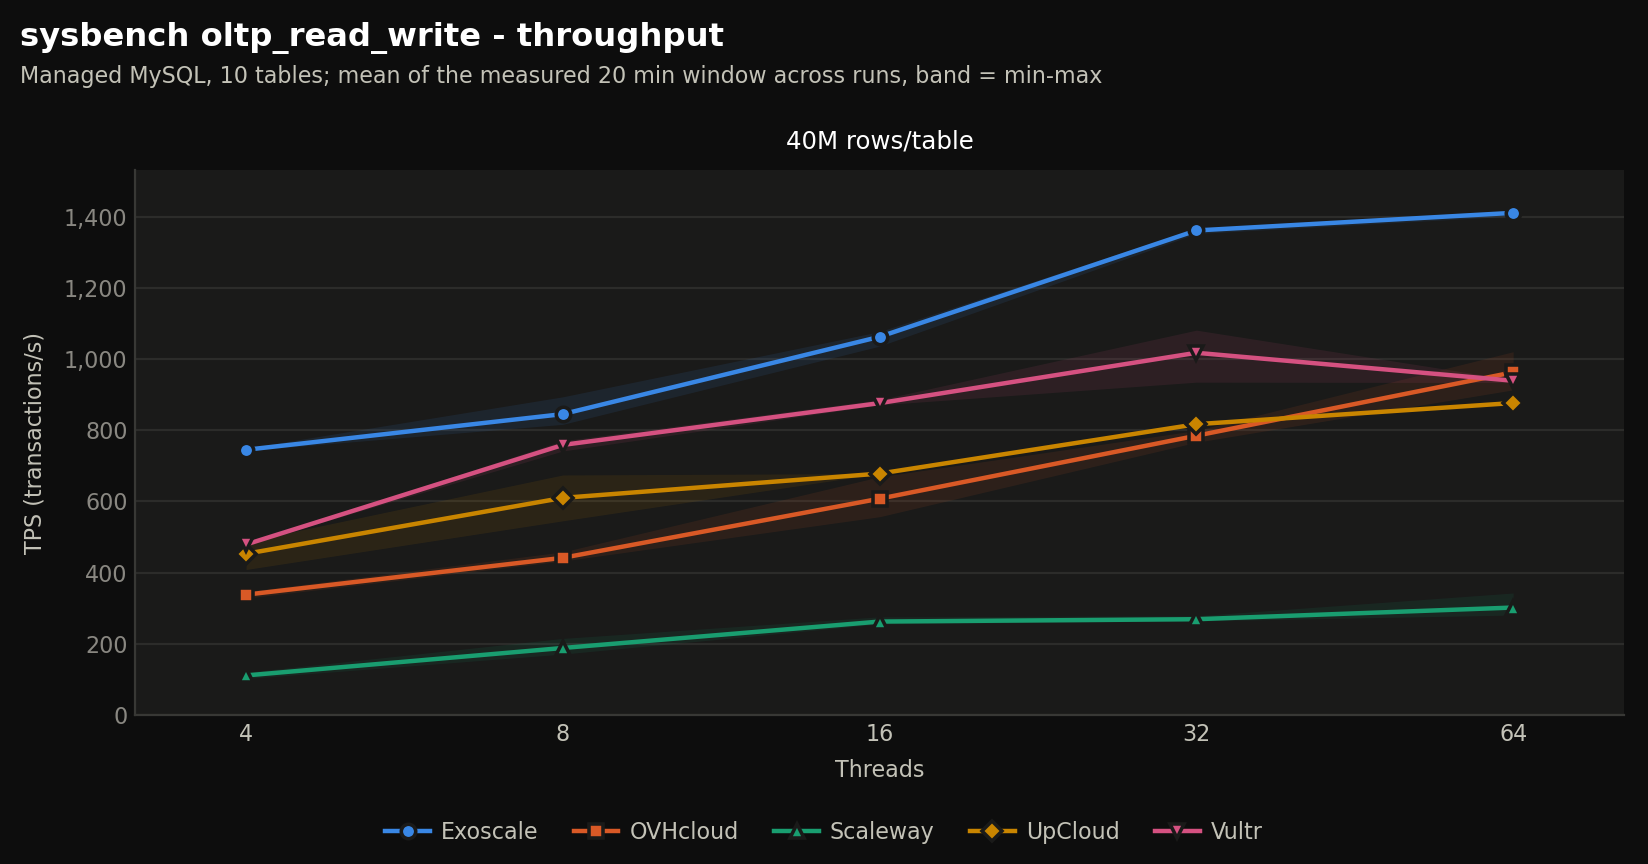 sysbench oltp_read_write - throughput
Managed MySQL, 10 tables; mean of the measured 20 min window across runs, band = min-max
40M rows/table
TPS (transactions/s)
1,400
1,200
1,000
800
600
400
200
0
4 8 16 32 64
Threads
Exoscale OVHcloud Scaleway UpCloud Vultr